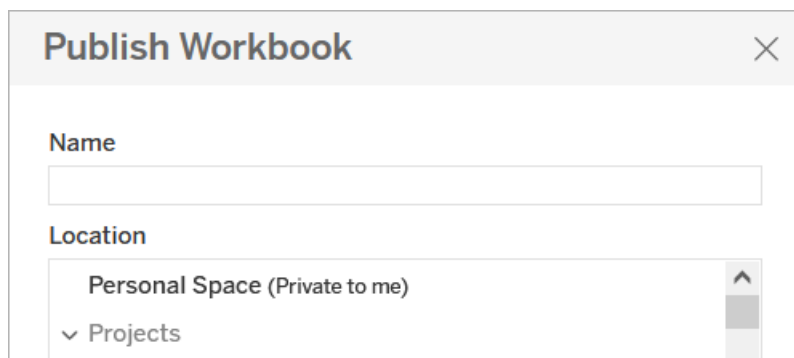 Publish Workbook
Name
Location
Personal Space (Private to me)
Projects